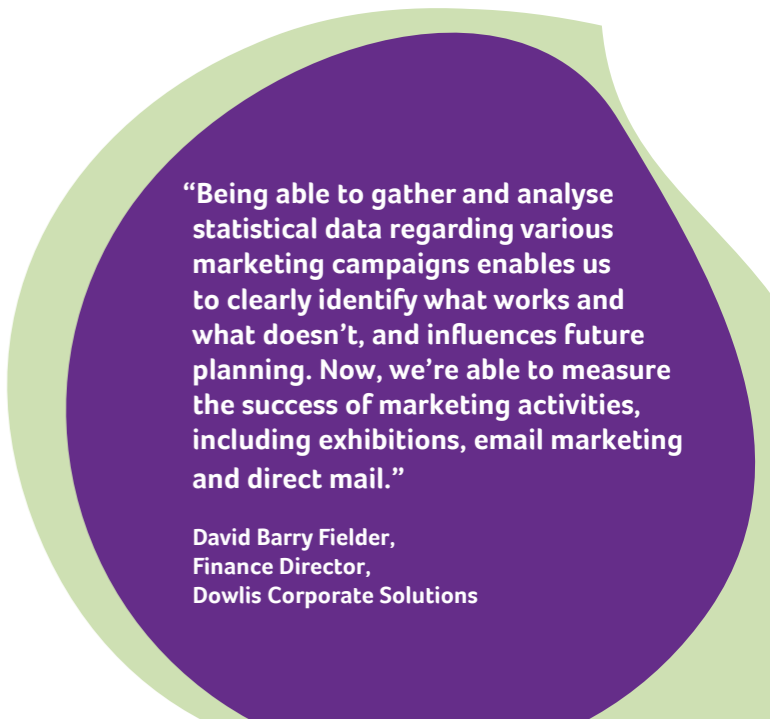 “Being able to gather and analyse
statistical data regarding various
marketing campaigns enables us
to clearly identify what works and
what doesn’t, and influences future
planning. Now, we’re able to measure
the success of marketing activities,
including exhibitions, email marketing
and direct mail.”
David Barry Fielder,
Finance Director,
Dowlis Corporate Solutions